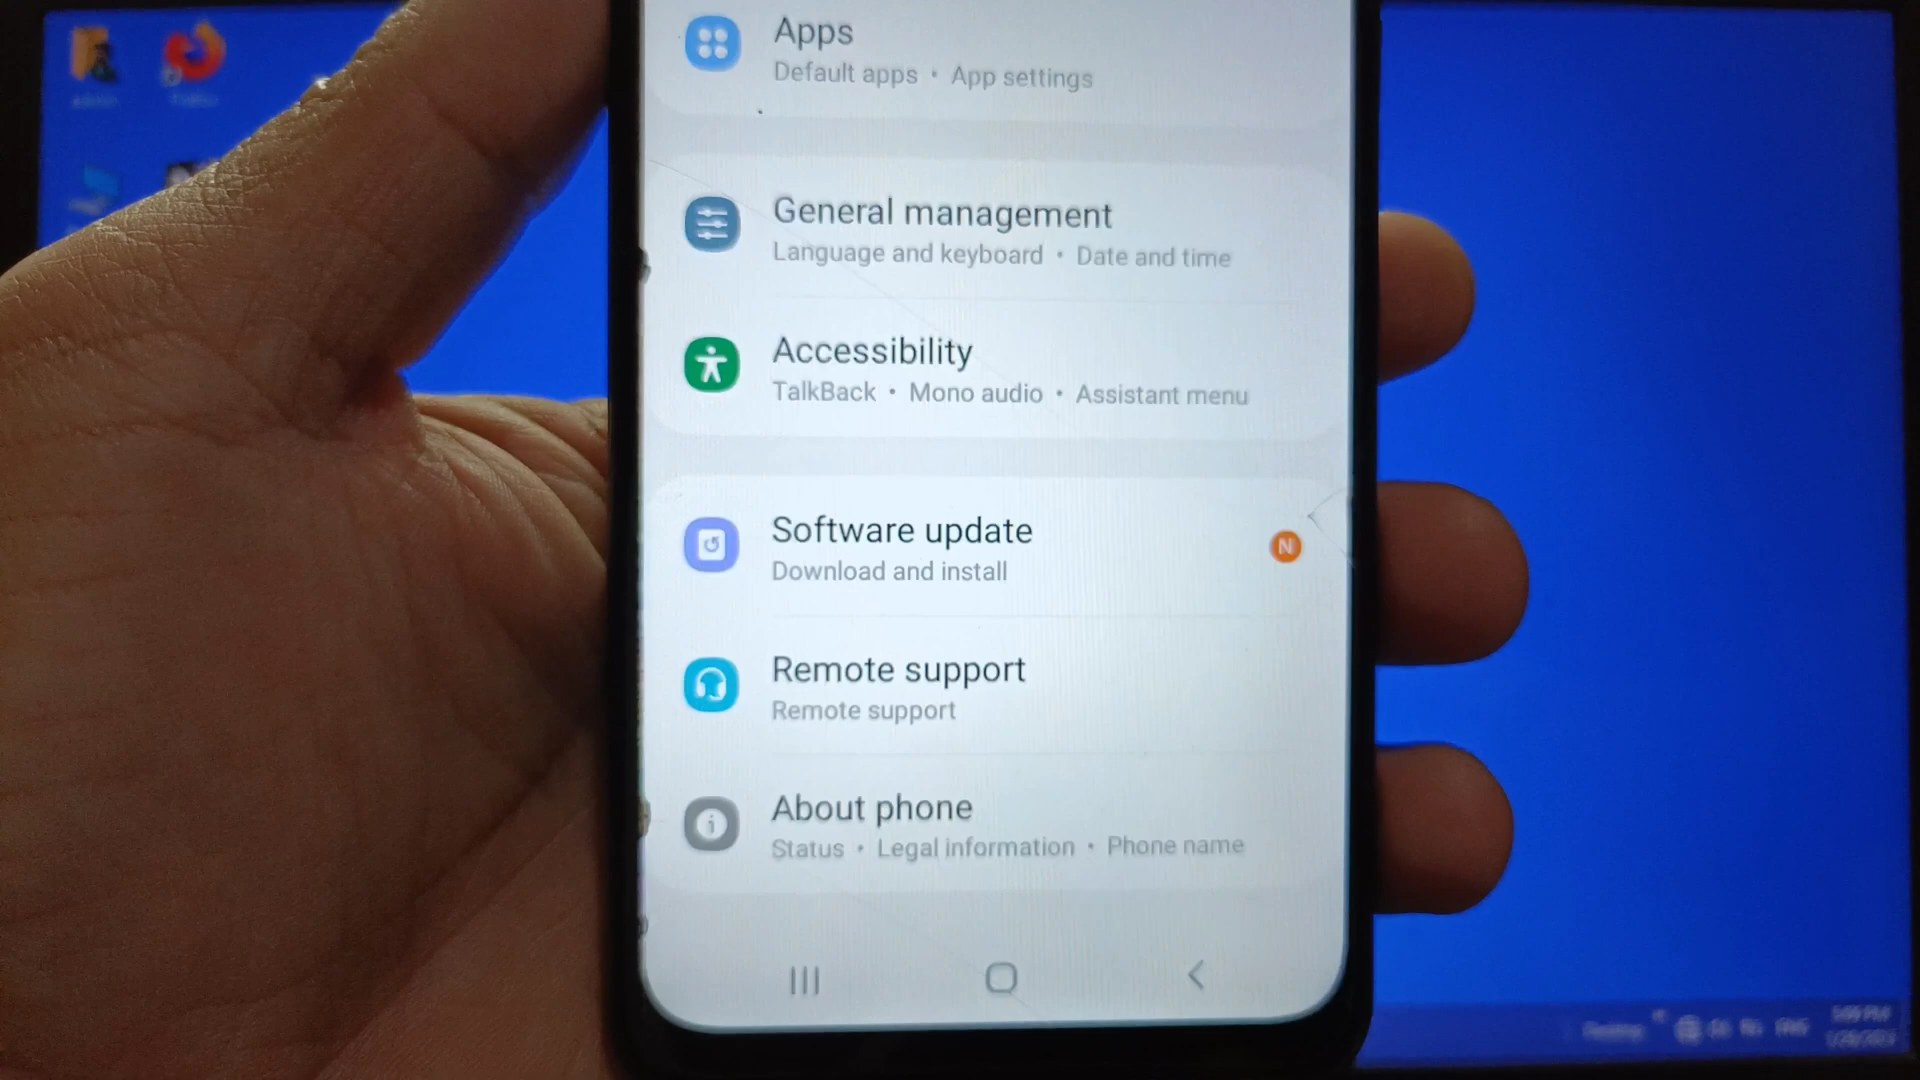 Apps
Default apps • App settings
General management
Language and keyboard • Date and time
Accessibility
TalkBack • Mono audio • Assistant menu
Software update
N
Download and install
Remote support
Remote support
About phone
Status • Legal information • Phone name
ENG